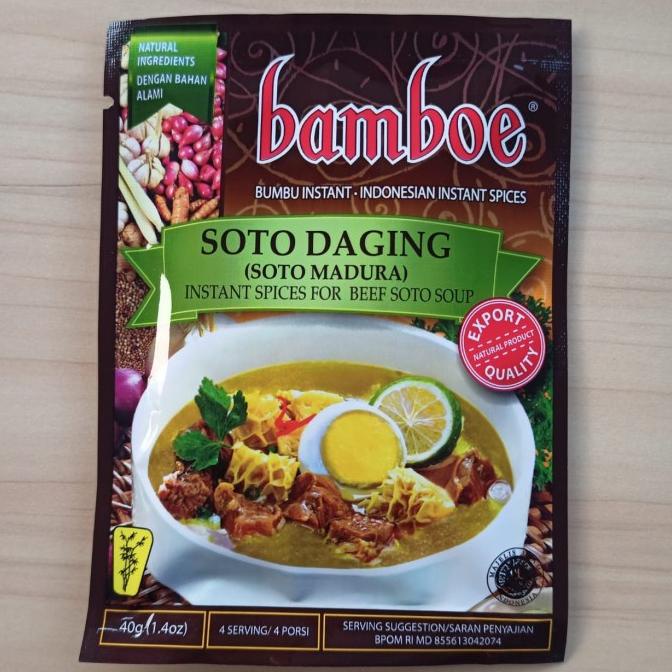 NATURAL
INGREDIENTS
DENGAN BAHAN
ALAMI
bamboe®
BUMBU INSTANT · INDONESIAN INSTANT SPICES
SOTO DAGING
(SOTO MADURA)
INSTANT SPICES FOR BEEF SOTO SOUP
EXPORT
NATURAL PRODUCT
QUALITY
MAJELIS
INDONESIA
40g (1.4oz)
4 SERVING/ 4 PORSI
SERVING SUGGESTION/SARAN PENYAJIAN
BPOM RI MD 855613042074